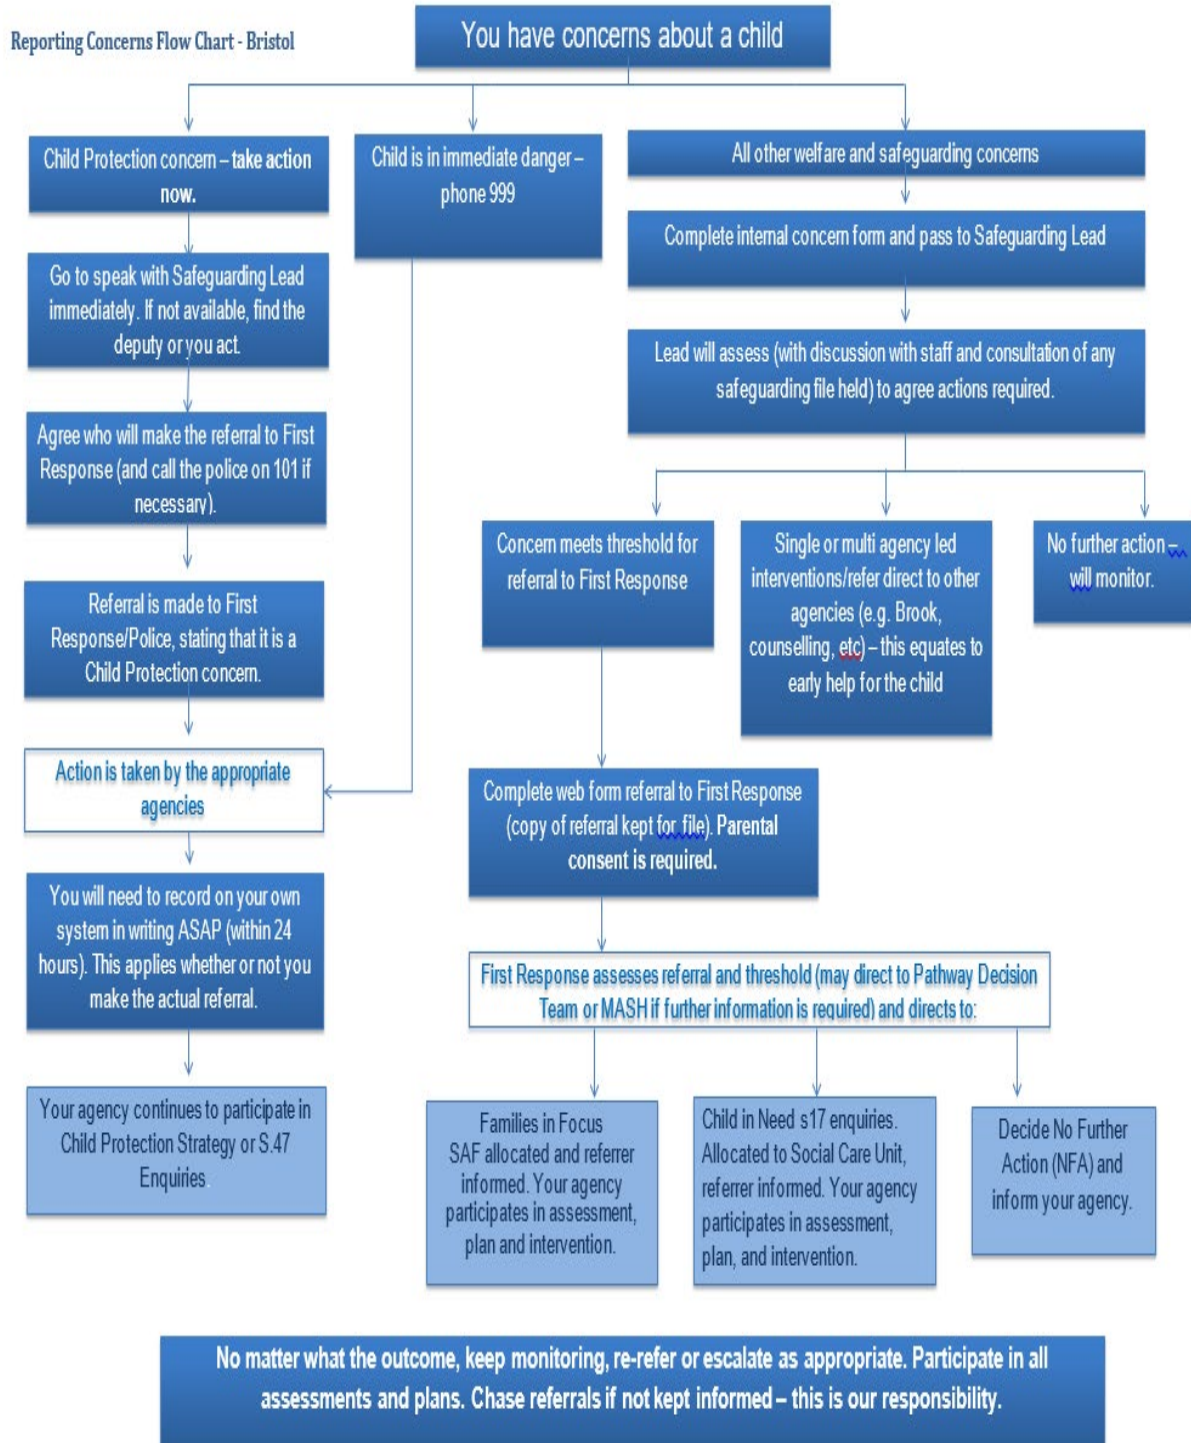 Reporting Concerns Flow Chart - Bristol
You have concerns about a child
Child Protection concern – take action
now.
Go to speak with Safeguarding Lead
immediately. If not available, find the
deputy or you act.
Agree who will make the referral to First
Response (and call the police on 101 if
necessary).
Referral is made to First
Response/Police, stating that it is a
Child Protection concern.
Action is taken by the appropriate
agencies
You will need to record on your own
system in writing ASAP (within 24
hours). This applies whether or not you
make the actual referral.
Your agency continues to participate in
Child Protection Strategy or S.47
Enquiries.
Child is in immediate danger –
phone 999
All other welfare and safeguarding concerns
Complete internal concern form and pass to Safeguarding Lead
Lead will assess (with discussion with staff and consultation of any
safeguarding file held) to agree actions required.
Concern meets threshold for
referral to First Response
Single or multi agency led
interventions/refer direct to other
agencies (e.g. Brook,
counselling, etc) – this equates to
early help for the child
No further action –
will monitor.
Complete web form referral to First Response
(copy of referral kept for file). Parental
consent is required.
First Response assesses referral and threshold (may direct to Pathway Decision
Team or MASH if further information is required) and directs to:
Families in Focus
SAF allocated and referrer
informed. Your agency
participates in assessment,
plan and intervention.
Child in Need s17 enquiries.
Allocated to Social Care Unit,
referrer informed. Your agency
participates in assessment,
plan, and intervention.
Decide No Further
Action (NFA) and
inform your agency.
No matter what the outcome, keep monitoring, re-refer or escalate as appropriate. Participate in all
assessments and plans. Chase referrals if not kept informed – this is our responsibility.